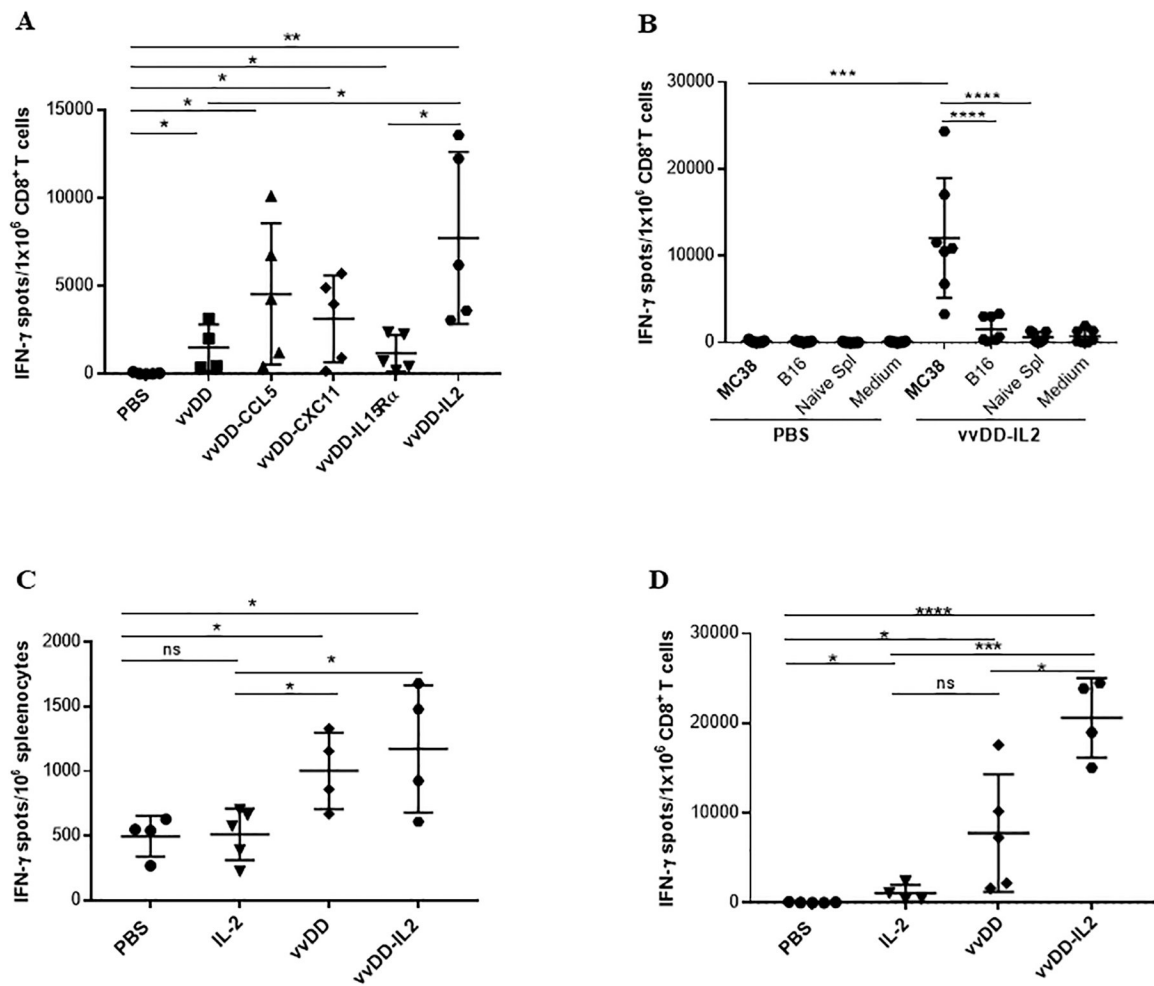 A
**
*
*
*
*
*
*
15000
10000
5000
0
IFN-γ spots/1x10⁶ CD8⁺T cells
PBS
vvDD
vvDD-CCL5
vvDD-CXC11
vvDD-IL15Rα
vvDD-IL2
B
***
****
****
30000
20000
10000
0
IFN-γ spots/1x10⁶ CD8⁺T cells
MC38
B16
Naive Spl
Medium
MC38
B16
Naive Spl
Medium
PBS
vvDD-IL2
C
*
*
ns
*
*
2000
1500
1000
500
0
IFN-γ spots/10⁶ spleenocytes
PBS
IL-2
vvDD
vvDD-IL2
D
****
*
***
*
*
ns
30000
20000
10000
0
IFN-γ spots/1x10⁶ CD8⁺ T cells
PBS
IL-2
vvDD
vvDD-IL2